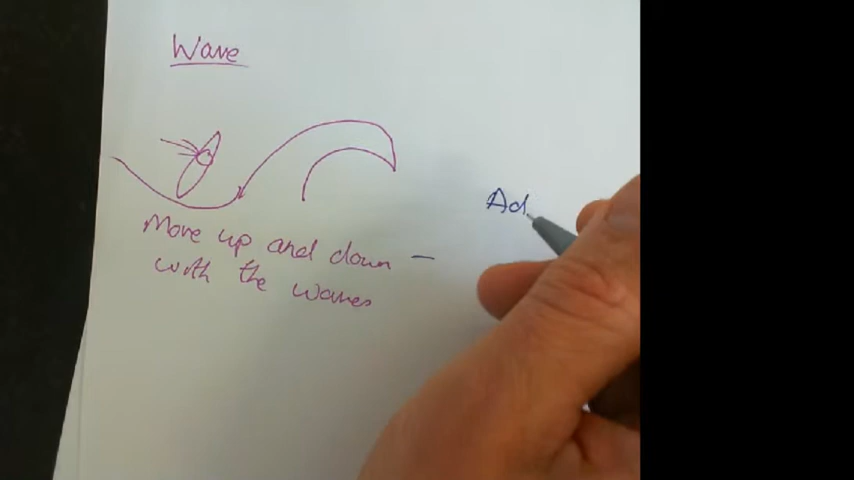 Wave
Move up and down –
with the waves
Ad